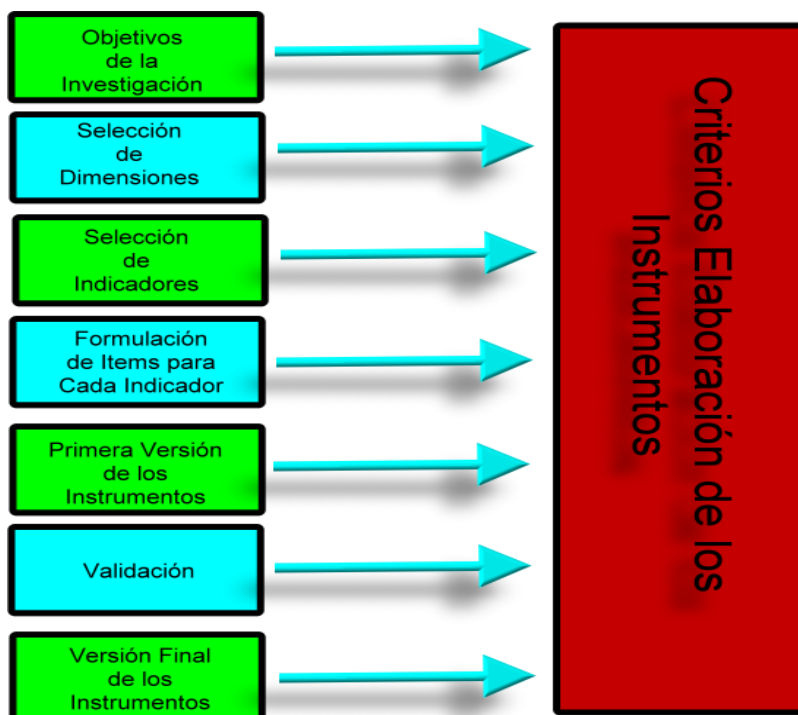 Objetivos
de la
Investigación
Selección
de
Dimensiones
Selección
de
Indicadores
Formulación
de Items para
Cada Indicador
Primera Versión
de los
Instrumentos
Validación
Versión Final
de los
Instrumentos
Criterios Elaboración de los
Instrumentos